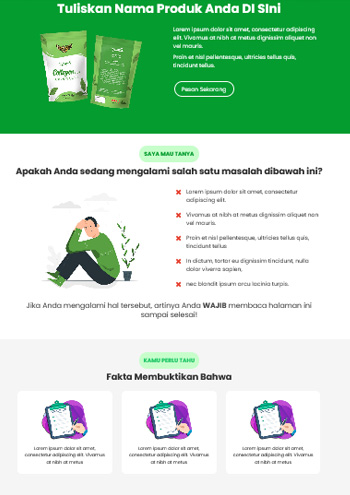 Tuliskan Nama Produk Anda Di Sini
Lorem ipsum dolor sit amet, consectetur adipiscing
elit. Vivamus at nibh at metus dignissim aliquet non
vel mauris.
Proin et nisl pellentesque, ultricies tellus quis,
tincidunt tellus.
Collagen
Pesan Sekarang
SAYA MAU TANYA
Apakah Anda sedang mengalami salah satu masalah dibawah ini?
Lorem ipsum dolor sit amet, consectetur
adipiscing elit.
Vivamus at nibh at metus dignissim aliquet non
vel mauris.
Proin et nisl pellentesque, ultricies tellus quis,
tincidunt tellus
In dictum, tortor eu dignissim tincidunt, nulla
dolor viverra sapien,
nec blandit ipsum arcu lacinia turpis.
Jika Anda mengalami hal tersebut, artinya Anda WAJIB membaca halaman ini
sampai selesai!
KAMU PERLU TAHU
Fakta Membuktikan Bahwa
Lorem ipsum dolor sit amet,
consectetur adipiscing elit. Vivamus
at nibh at metus
Lorem ipsum dolor sit amet,
consectetur adipiscing elit. Vivamus
at nibh at metus
Lorem ipsum dolor sit amet,
consectetur adipiscing elit. Vivamus
at nibh at metus